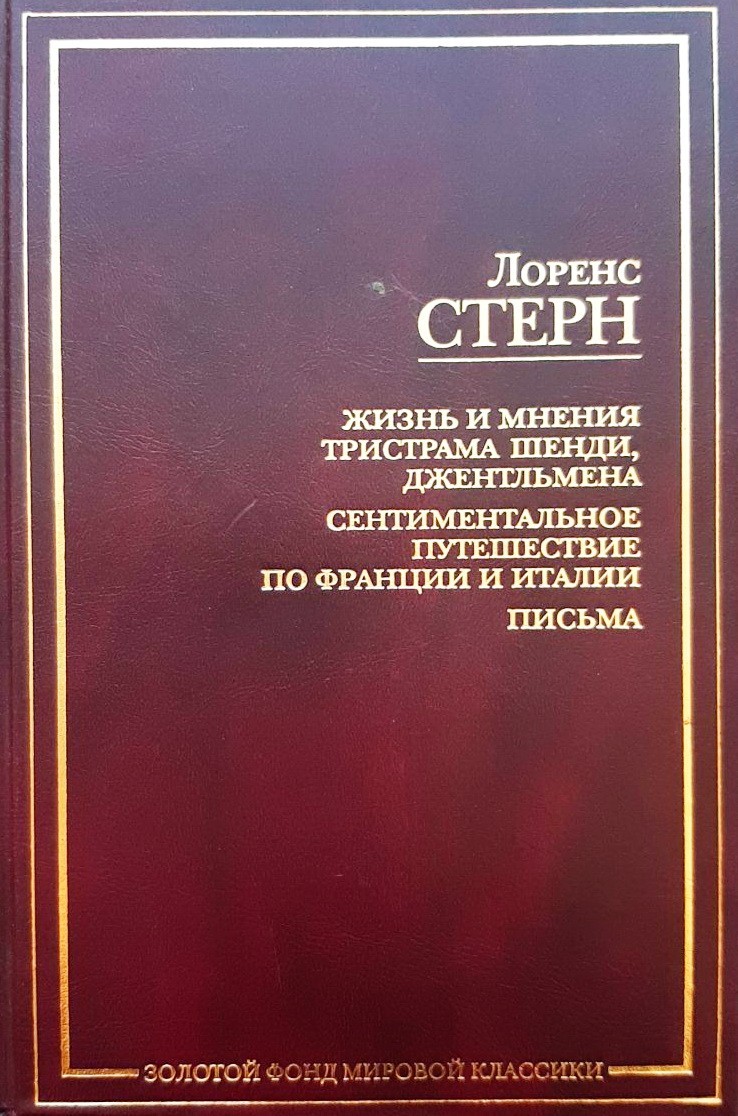 Лоренс
СТЕРН
ЖИЗНЬ И МНЕНИЯ
ТРИСТРАМА ШЕНДИ,
ДЖЕНТЛЬМЕНА
СЕНТИМЕНТАЛЬНОЕ
ПУТЕШЕСТВИЕ
ПО ФРАНЦИИ И ИТАЛИИ
ПИСЬМА
ЗОЛОТОЙ ФОНД МИРОВОЙ КЛАССИКИ